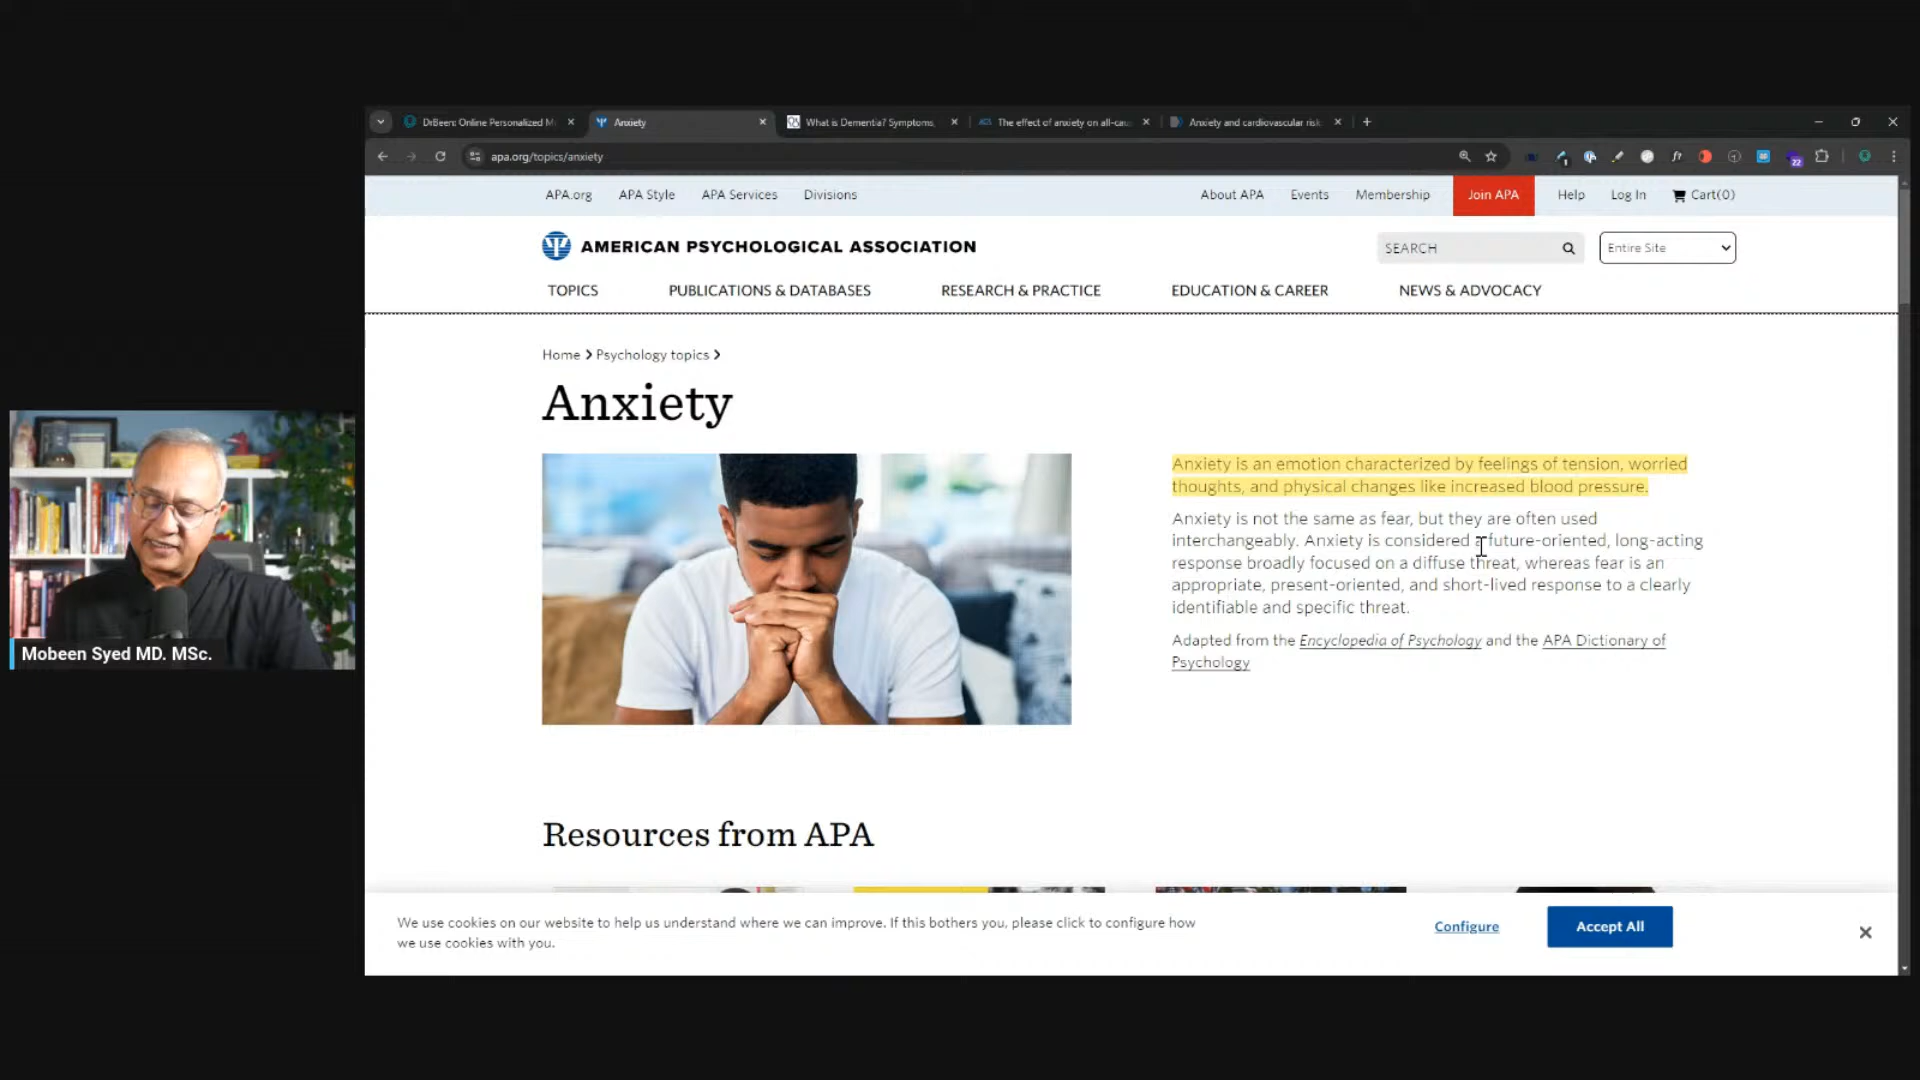 DrBeen: Online Personalized M
Anxiety
What is Dementia? Symptoms,
The effect of anxiety on all-cau
Anxiety and cardiovascular risk
apa.org/topics/anxiety
22
APA.org APA Style APA Services Divisions
About APA Events Membership Join APA Help Log In Cart(0)
AMERICAN PSYCHOLOGICAL ASSOCIATION
SEARCH
Entire Site
TOPICS PUBLICATIONS & DATABASES RESEARCH & PRACTICE EDUCATION & CAREER NEWS & ADVOCACY
Home > Psychology topics >
Anxiety
Anxiety is an emotion characterized by feelings of tension, worried
thoughts, and physical changes like increased blood pressure.
Anxiety is not the same as fear, but they are often used
interchangeably. Anxiety is considered a future-oriented, long-acting
response broadly focused on a diffuse threat, whereas fear is an
appropriate, present-oriented, and short-lived response to a clearly
identifiable and specific threat.
Adapted from the Encyclopedia of Psychology and the APA Dictionary of
Psychology
Mobeen Syed MD. MSc.
Resources from APA
We use cookies on our website to help us understand where we can improve. If this bothers you, please click to configure how
we use cookies with you.
Configure
Accept All